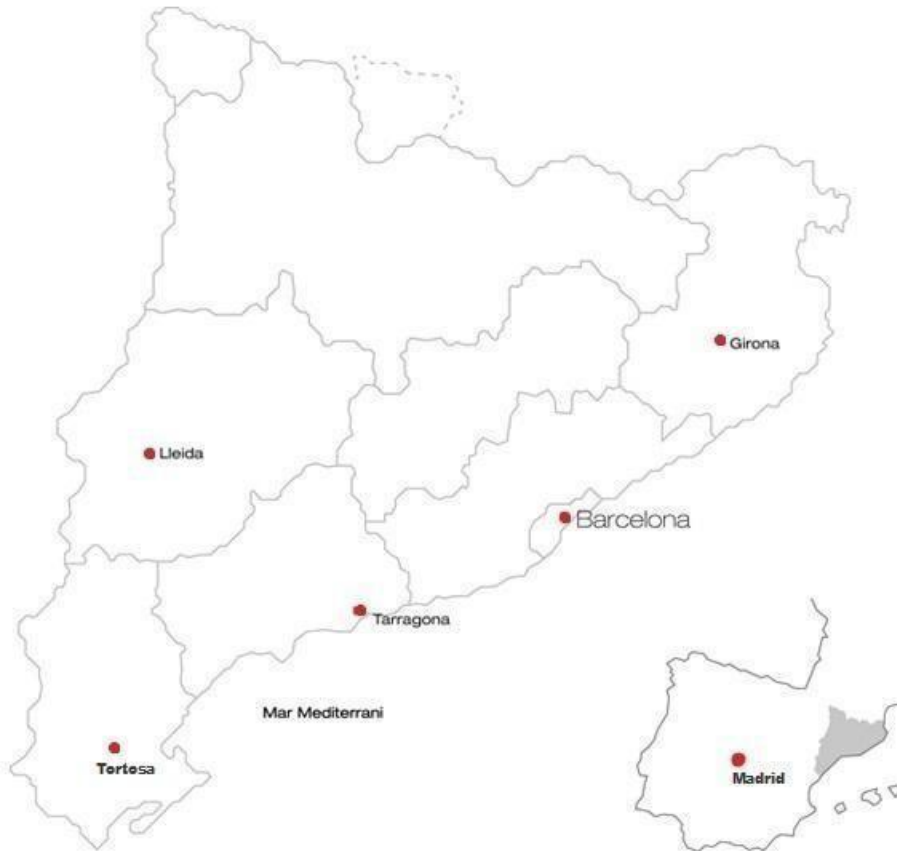 Girona
Lleida
Barcelona
Tarragona
Mar Mediterrani
Tortosa
Madrid